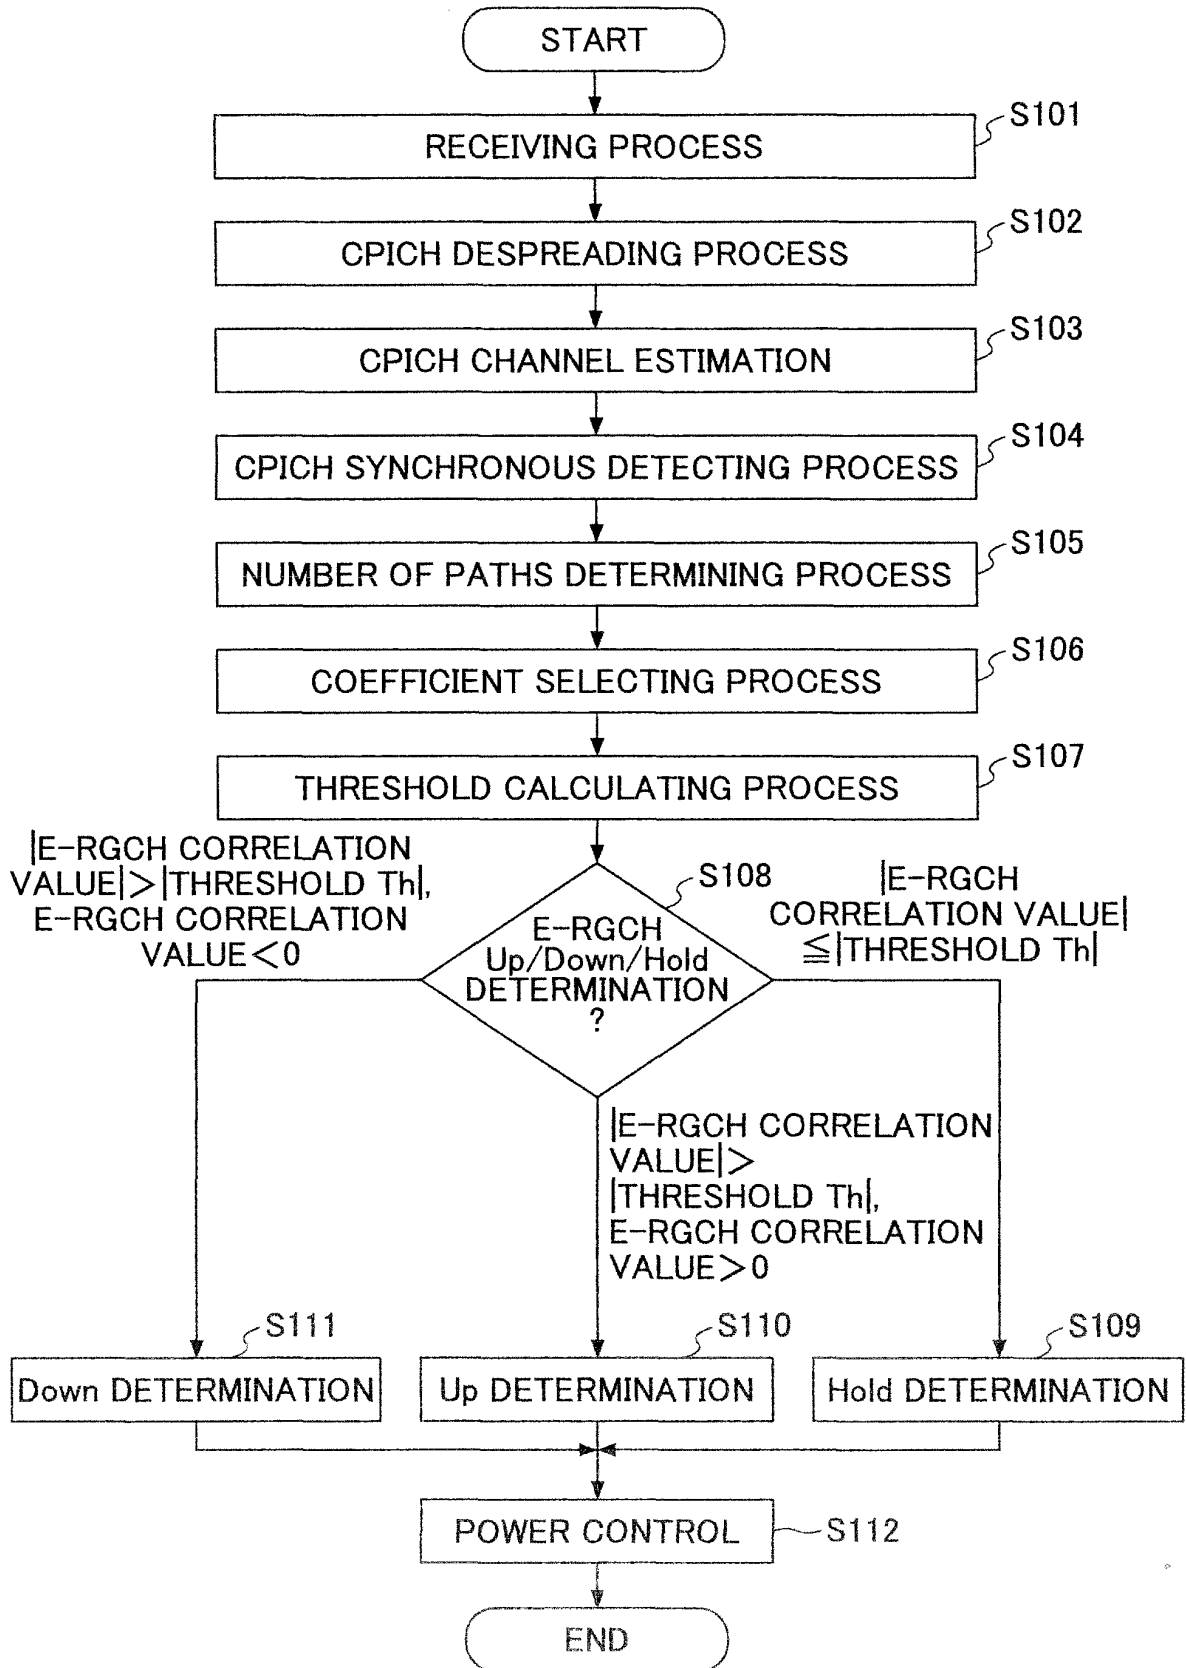 START
S101
RECEIVING PROCESS
S102
CPICH DESPREADING PROCESS
S103
CPICH CHANNEL ESTIMATION
S104
CPICH SYNCHRONOUS DETECTING PROCESS
S105
NUMBER OF PATHS DETERMINING PROCESS
S106
COEFFICIENT SELECTING PROCESS
S107
THRESHOLD CALCULATING PROCESS
|E-RGCH CORRELATION
VALUE|>|THRESHOLD Th|,
E-RGCH CORRELATION
VALUE<0
S108
E-RGCH
Up/Down/Hold
DETERMINATION
?
|E-RGCH
CORRELATION VALUE|
≦|THRESHOLD Th|
|E-RGCH CORRELATION
VALUE|>
|THRESHOLD Th|,
E-RGCH CORRELATION
VALUE>0
S111
Down DETERMINATION
S110
Up DETERMINATION
S109
Hold DETERMINATION
POWER CONTROL
S112
END